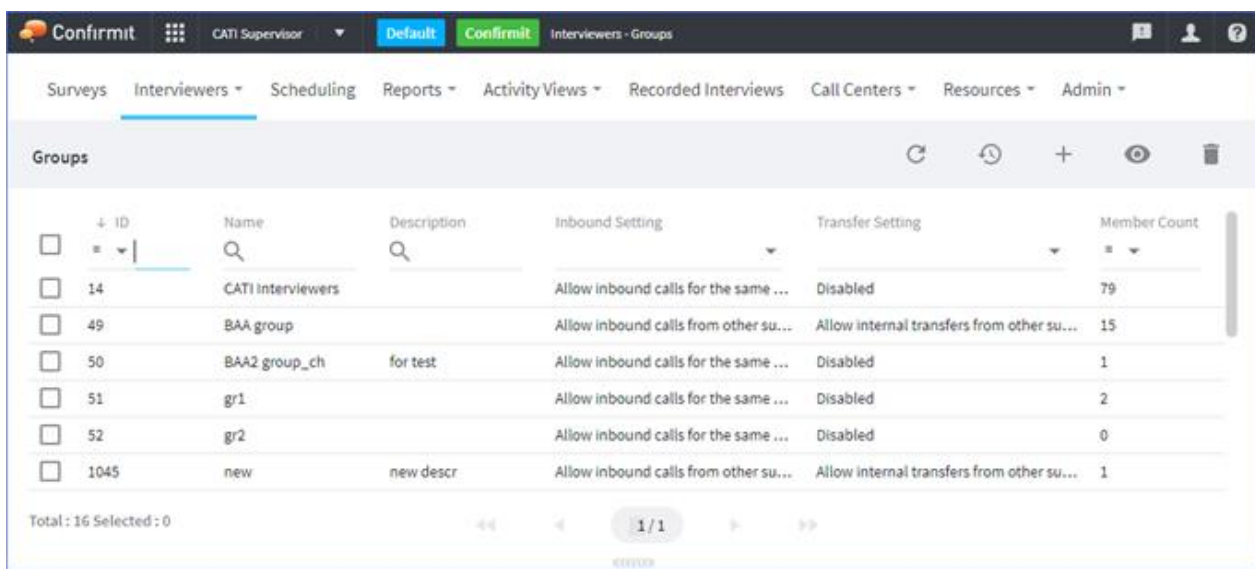 Confirmit CATI Supervisor Default Confirmit Interviewers - Groups
Surveys Interviewers Scheduling Reports Activity Views Recorded Interviews Call Centers Resources Admin
Groups
ID Name Description Inbound Setting Transfer Setting Member Count
= =
14 CATI Interviewers Allow inbound calls for the same ... Disabled 79
49 BAA group Allow inbound calls from other su... Allow internal transfers from other su... 15
50 BAA2 group_ch for test Allow inbound calls for the same ... Disabled 1
51 gr1 Allow inbound calls for the same ... Disabled 2
52 gr2 Allow inbound calls for the same ... Disabled 0
1045 new new descr Allow inbound calls from other su... Allow internal transfers from other su... 1
Total : 16 Selected : 0 1 / 1